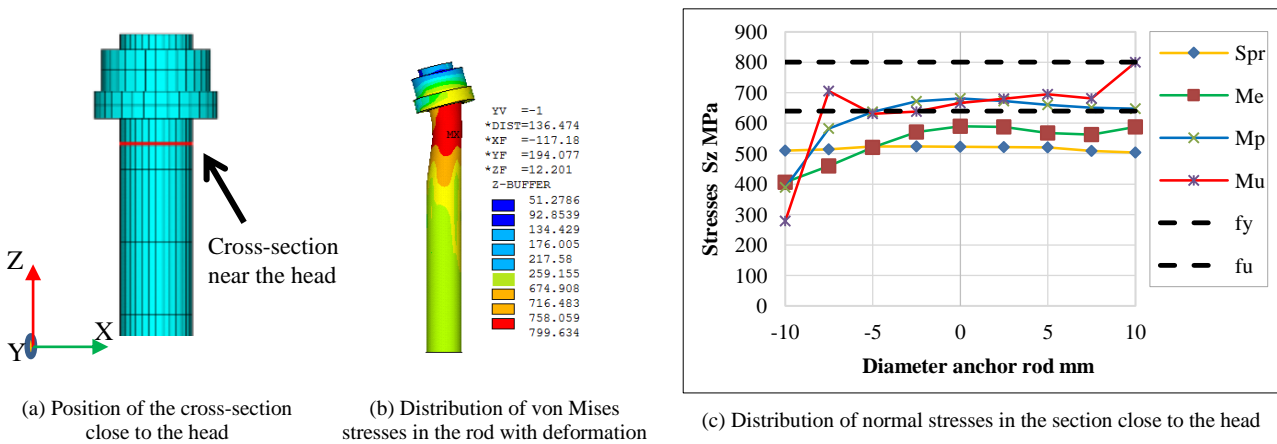 Z
X
Y
Cross-section
near the head
(a) Position of the cross-section
close to the head
YV =-1
*DIST=136.474
*XF =-117.18
*YF =194.077
*ZF =12.201
Z-BUFFER
51.2786
92.8539
134.429
176.005
217.58
259.155
674.908
716.483
758.059
799.634
MX
(b) Distribution of von Mises
stresses in the rod with deformation
Stresses Sz MPa
900
800
700
600
500
400
300
200
100
0
-10 -5 0 5 10
Diameter anchor rod mm
Spr
Me
Mp
Mu
fy
fu
(c) Distribution of normal stresses in the section close to the head